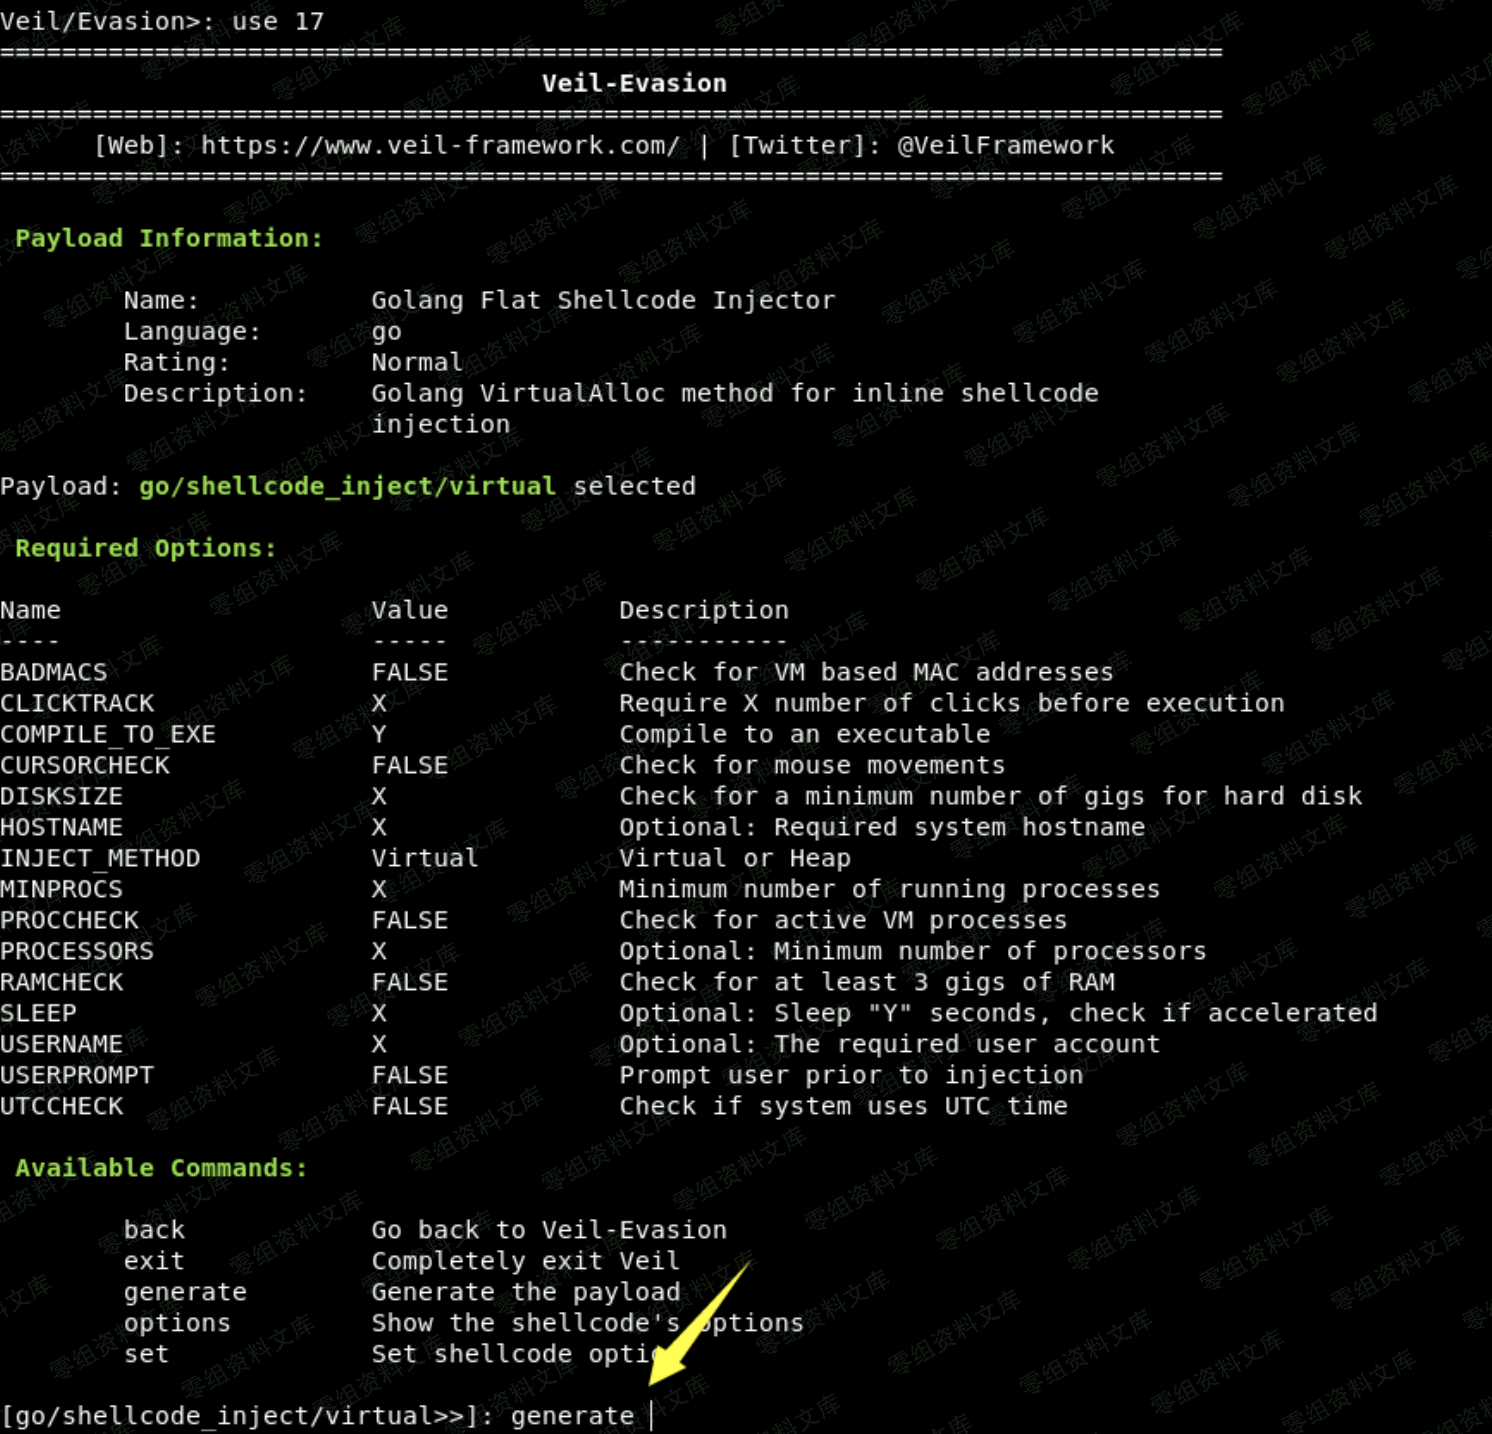 Veil/Evasion>: use 17
===============================================================================
Veil-Evasion
===============================================================================
[Web]: https://www.veil-framework.com/ | [Twitter]: @VeilFramework
===============================================================================
Payload Information:
Name: Golang Flat Shellcode Injector
Language: go
Rating: Normal
Description: Golang VirtualAlloc method for inline shellcode
injection
Payload: go/shellcode_inject/virtual selected
Required Options:
Name Value Description
---- ----- -----------
BADMACS FALSE Check for VM based MAC addresses
CLICKTRACK X Require X number of clicks before execution
COMPILE_TO_EXE Y Compile to an executable
CURSORCHECK FALSE Check for mouse movements
DISKSIZE X Check for a minimum number of gigs for hard disk
HOSTNAME X Optional: Required system hostname
INJECT_METHOD Virtual Virtual or Heap
MINPROCS X Minimum number of running processes
PROCCHECK FALSE Check for active VM processes
PROCESSORS X Optional: Minimum number of processors
RAMCHECK FALSE Check for at least 3 gigs of RAM
SLEEP X Optional: Sleep "Y" seconds, check if accelerated
USERNAME X Optional: The required user account
USERPROMPT FALSE Prompt user prior to injection
UTCCHECK FALSE Check if system uses UTC time
Available Commands:
back Go back to Veil-Evasion
exit Completely exit Veil
generate Generate the payload
options Show the shellcode's options
set Set shellcode optio
[go/shellcode_inject/virtual>>]: generate
零组资料文库